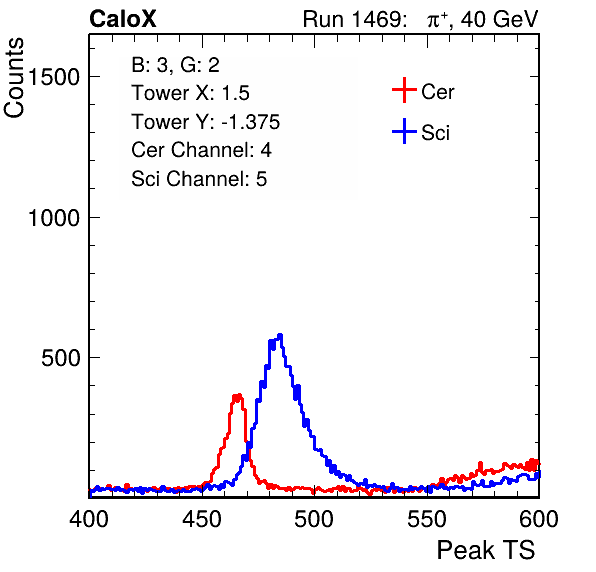 CaloX Run 1469: π⁺, 40 GeV
Counts
1500
1000
500
B: 3, G: 2
Tower X: 1.5
Tower Y: -1.375
Cer Channel: 4
Sci Channel: 5
Cer
Sci
400 450 500 550 600
Peak TS